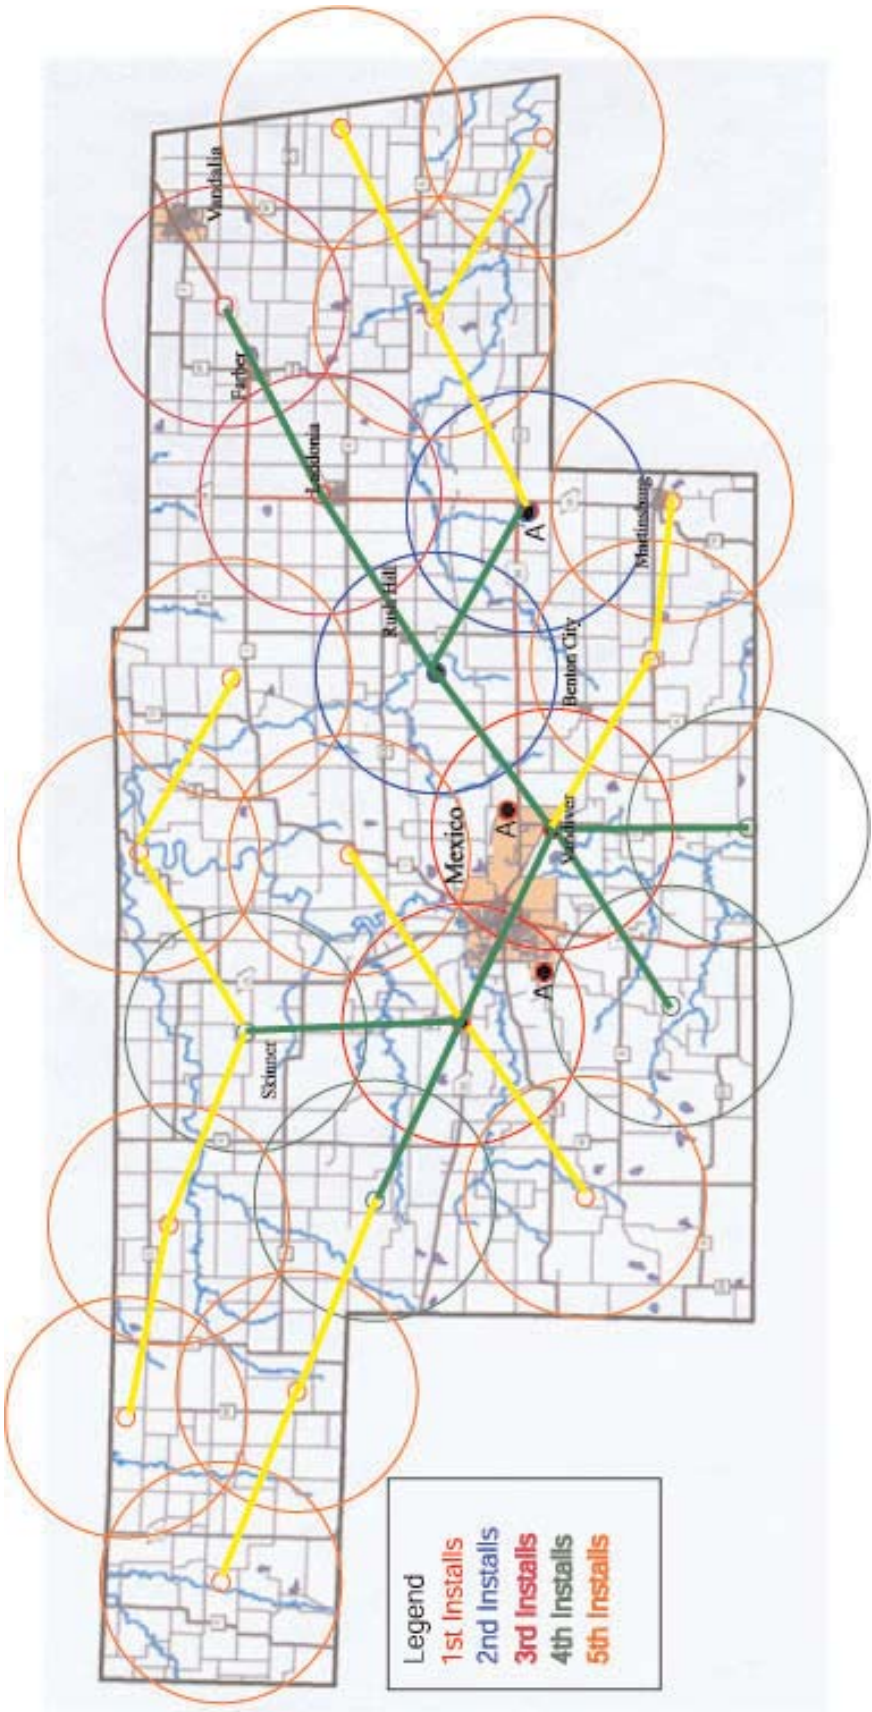 Vandalia
Farber
Laddonia
Rush Hill
A
Martinsburg
Benton City
Mexico
A
Vandiver
A
Skinner
Legend
1st Installs
2nd Installs
3rd Installs
4th Installs
5th Installs